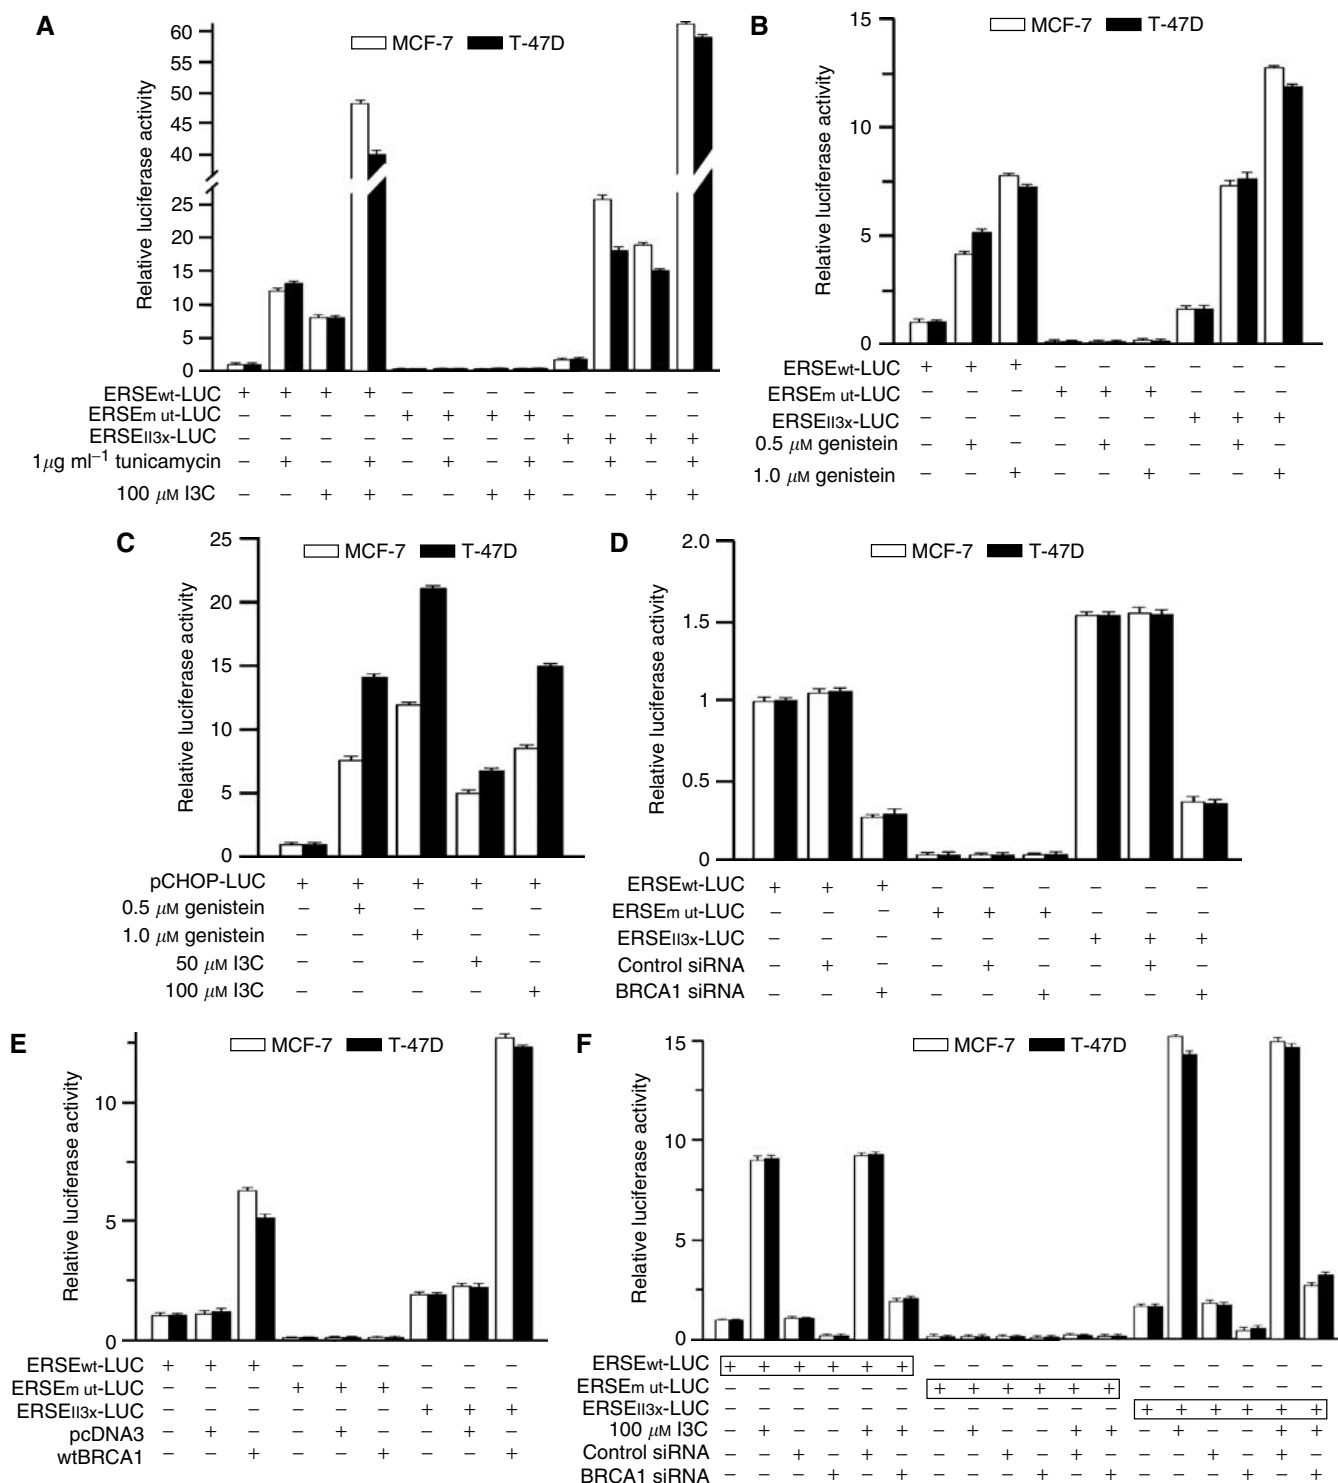 A
MCF-7 T-47D
Relative luciferase activity
60
55
50
45
40
25
20
15
10
5
0
ERSEwt-LUC + + + + – – – – – – – –
ERSEm ut-LUC – – – – + + + + – – – –
ERSEII3x-LUC – – – – – – – – + + + +
1μg ml−1 tunicamycin – + – + – + – + – + – +
100 μM I3C – – + + – – + + – – + +
B
MCF-7 T-47D
Relative luciferase activity
15
10
5
0
ERSEwt-LUC + + + – – – – – –
ERSEm ut-LUC – – – + + + – – –
ERSEII3x-LUC – – – – – – + + +
0.5 μM genistein – + – – + – – + –
1.0 μM genistein – – + – – + – – +
C
MCF-7 T-47D
Relative luciferase activity
25
20
15
10
5
0
pCHOP-LUC + + + + +
0.5 μM genistein – + – – –
1.0 μM genistein – – + – –
50 μM I3C – – – + –
100 μM I3C – – – – +
D
MCF-7 T-47D
Relative luciferase activity
2.0
1.5
1
0.5
0
ERSEwt-LUC + + + – – – – – –
ERSEm ut-LUC – – – + + + – – –
ERSEII3x-LUC – – – – – – + + +
Control siRNA – + – – + – – + –
BRCA1 siRNA – – + – – + – – +
E
MCF-7 T-47D
Relative luciferase activity
10
5
0
ERSEwt-LUC + + + – – – – – –
ERSEm ut-LUC – – – + + + – – –
ERSEII3x-LUC – – – – – – + + +
pcDNA3 – + – – + – – + –
wtBRCA1 – – + – – + – – +
F
MCF-7 T-47D
Relative luciferase activity
15
10
5
0
ERSEwt-LUC + + + + + + – – – – – – – – – – – –
ERSEm ut-LUC – – – – – – + + + + + + – – – – – –
ERSEII3x-LUC – – – – – – – – – – – – + + + + + +
100 μM I3C – + – – + + – + – – + + – + – – + +
Control siRNA – – + – + – – – + – + – – – + – + –
BRCA1 siRNA – – – + – + – – – + – + – – – + – +